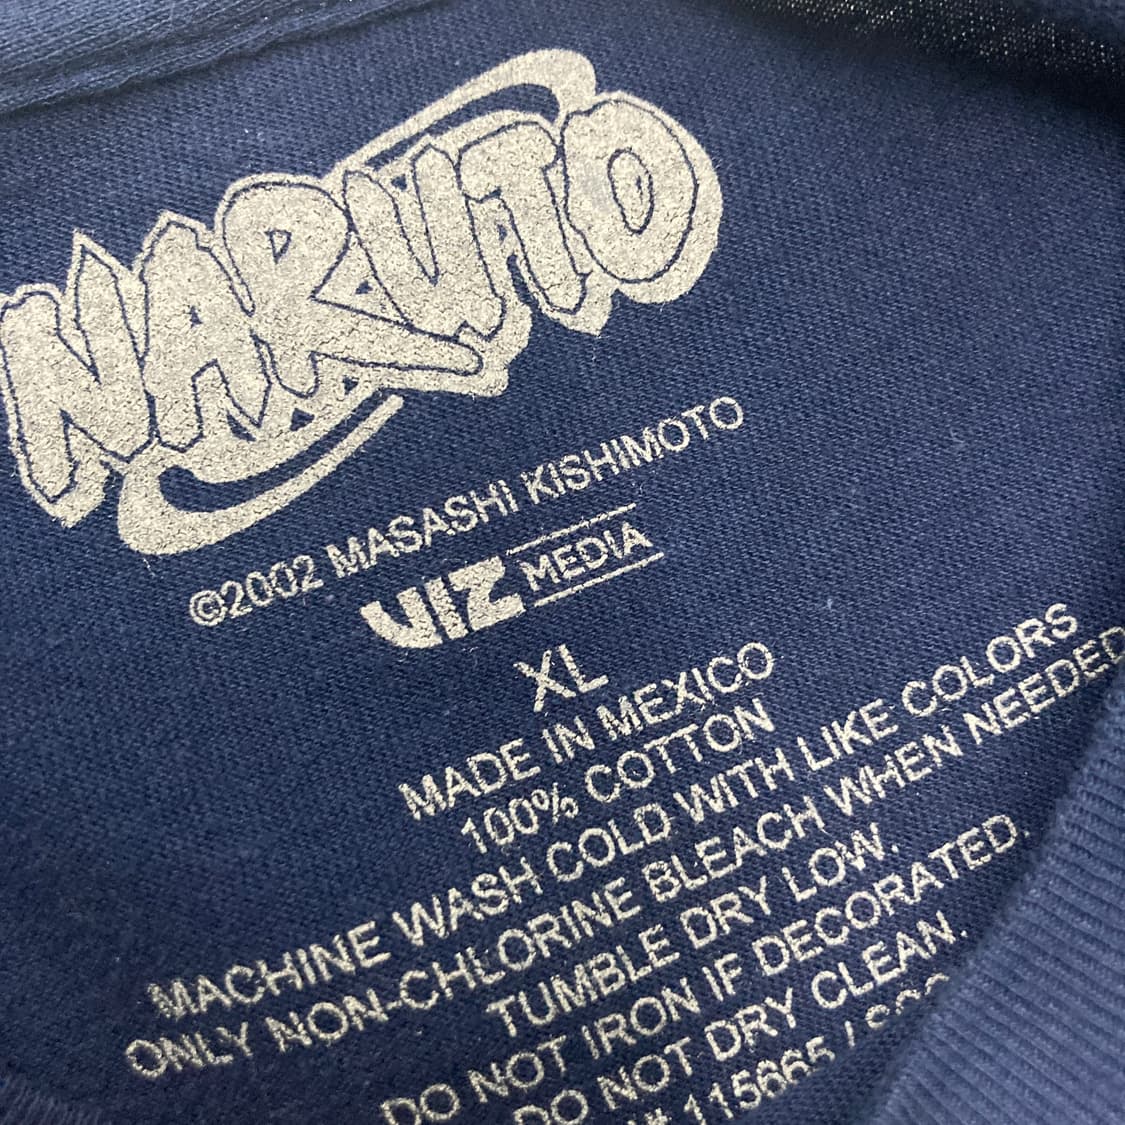 NARUTO
©2002 MASASHI KISHIMOTO
VIZ MEDIA
XL
MADE IN MEXICO
100% COTTON
MACHINE WASH COLD WITH LIKE COLORS
ONLY NON-CHLORINE BLEACH WHEN NEEDED
TUMBLE DRY LOW.
DO NOT IRON IF DECORATED.
DO NOT DRY CLEAN.
115665 /